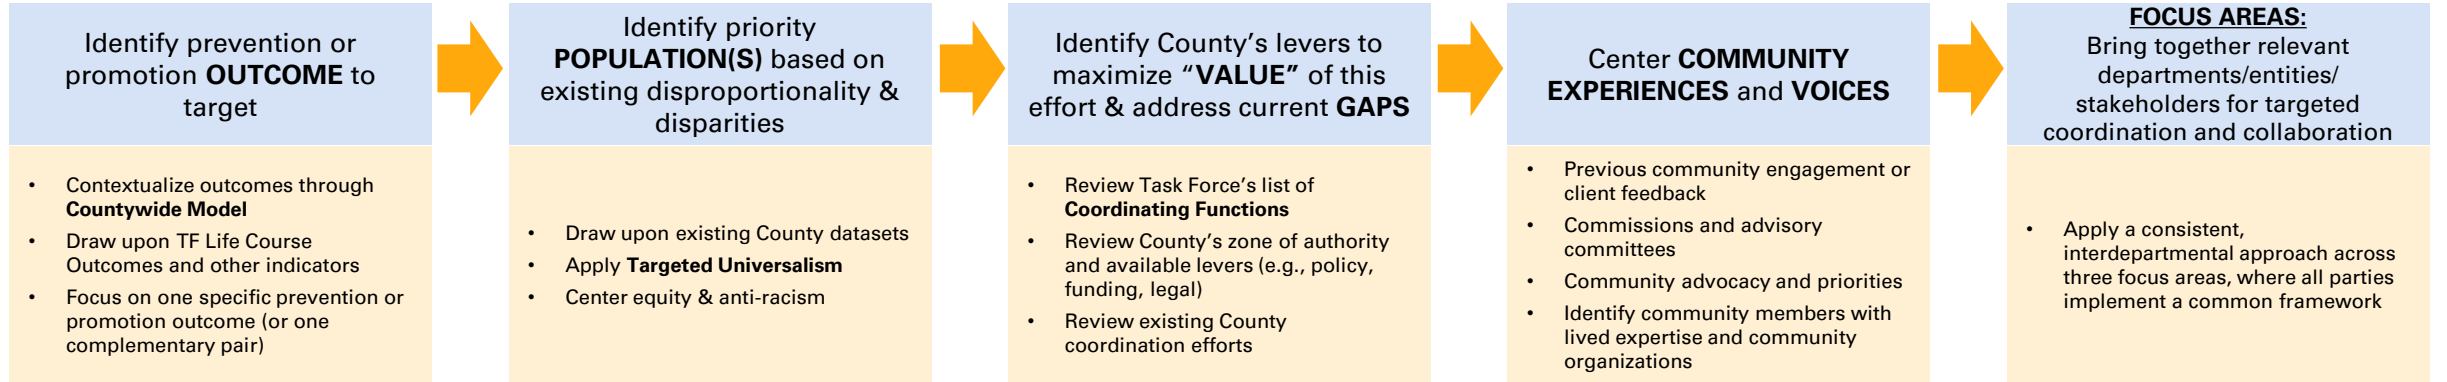 Identify prevention or
promotion OUTCOME to
target
• Contextualize outcomes through
Countywide Model
• Draw upon TF Life Course
Outcomes and other indicators
• Focus on one specific prevention or
promotion outcome (or one
complementary pair)
Identify priority
POPULATION(S) based on
existing disproportionality &
disparities
• Draw upon existing County datasets
• Apply Targeted Universalism
• Center equity & anti-racism
Identify County’s levers to
maximize “VALUE” of this
effort & address current GAPS
• Review Task Force’s list of
Coordinating Functions
• Review County’s zone of authority
and available levers (e.g., policy,
funding, legal)
• Review existing County
coordination efforts
Center COMMUNITY
EXPERIENCES and VOICES
• Previous community engagement or
client feedback
• Commissions and advisory
committees
• Community advocacy and priorities
• Identify community members with
lived expertise and community
organizations
FOCUS AREAS:
Bring together relevant
departments/entities/
stakeholders for targeted
coordination and collaboration
• Apply a consistent,
interdepartmental approach across
three focus areas, where all parties
implement a common framework